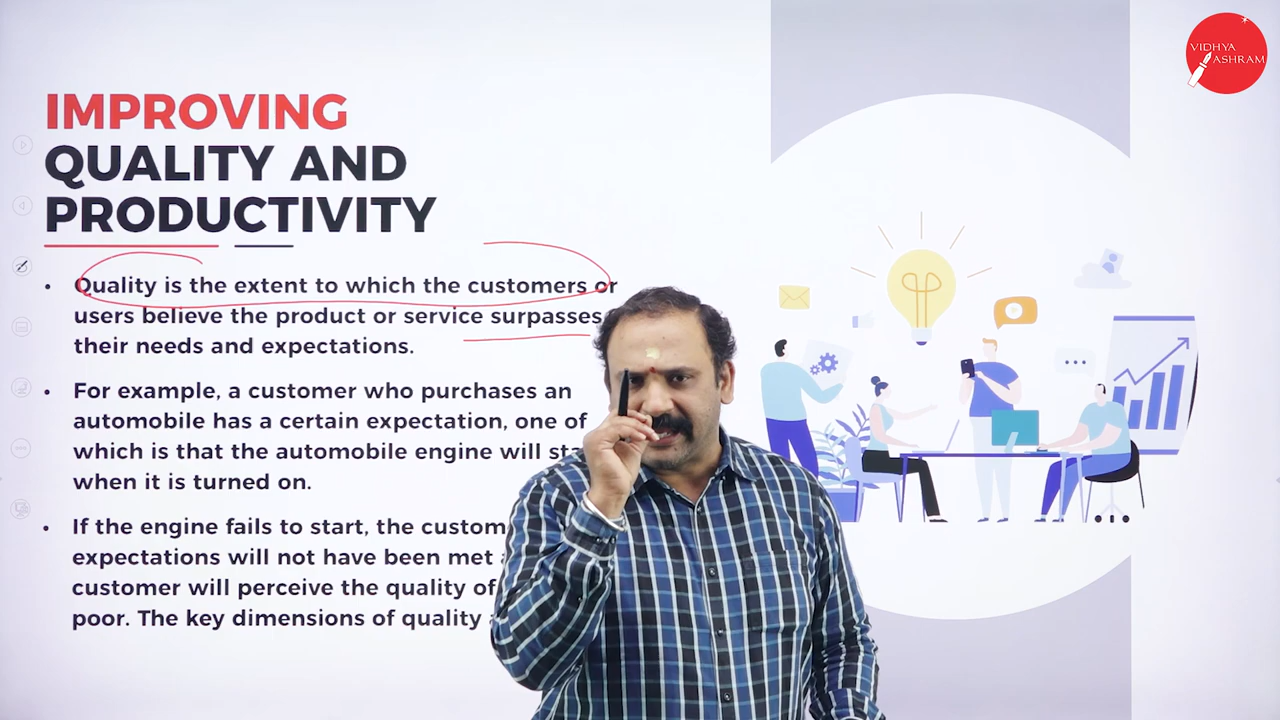 VIDHYA
ASHRAM
IMPROVING
QUALITY AND
PRODUCTIVITY
• Quality is the extent to which the customers or
users believe the product or service surpasses
their needs and expectations.
• For example, a customer who purchases an
automobile has a certain expectation, one of
which is that the automobile engine will
when it is turned on.
• If the engine fails to start, the
expectations will not have been met
customer will perceive the quality of
poor. The key dimensions of quality